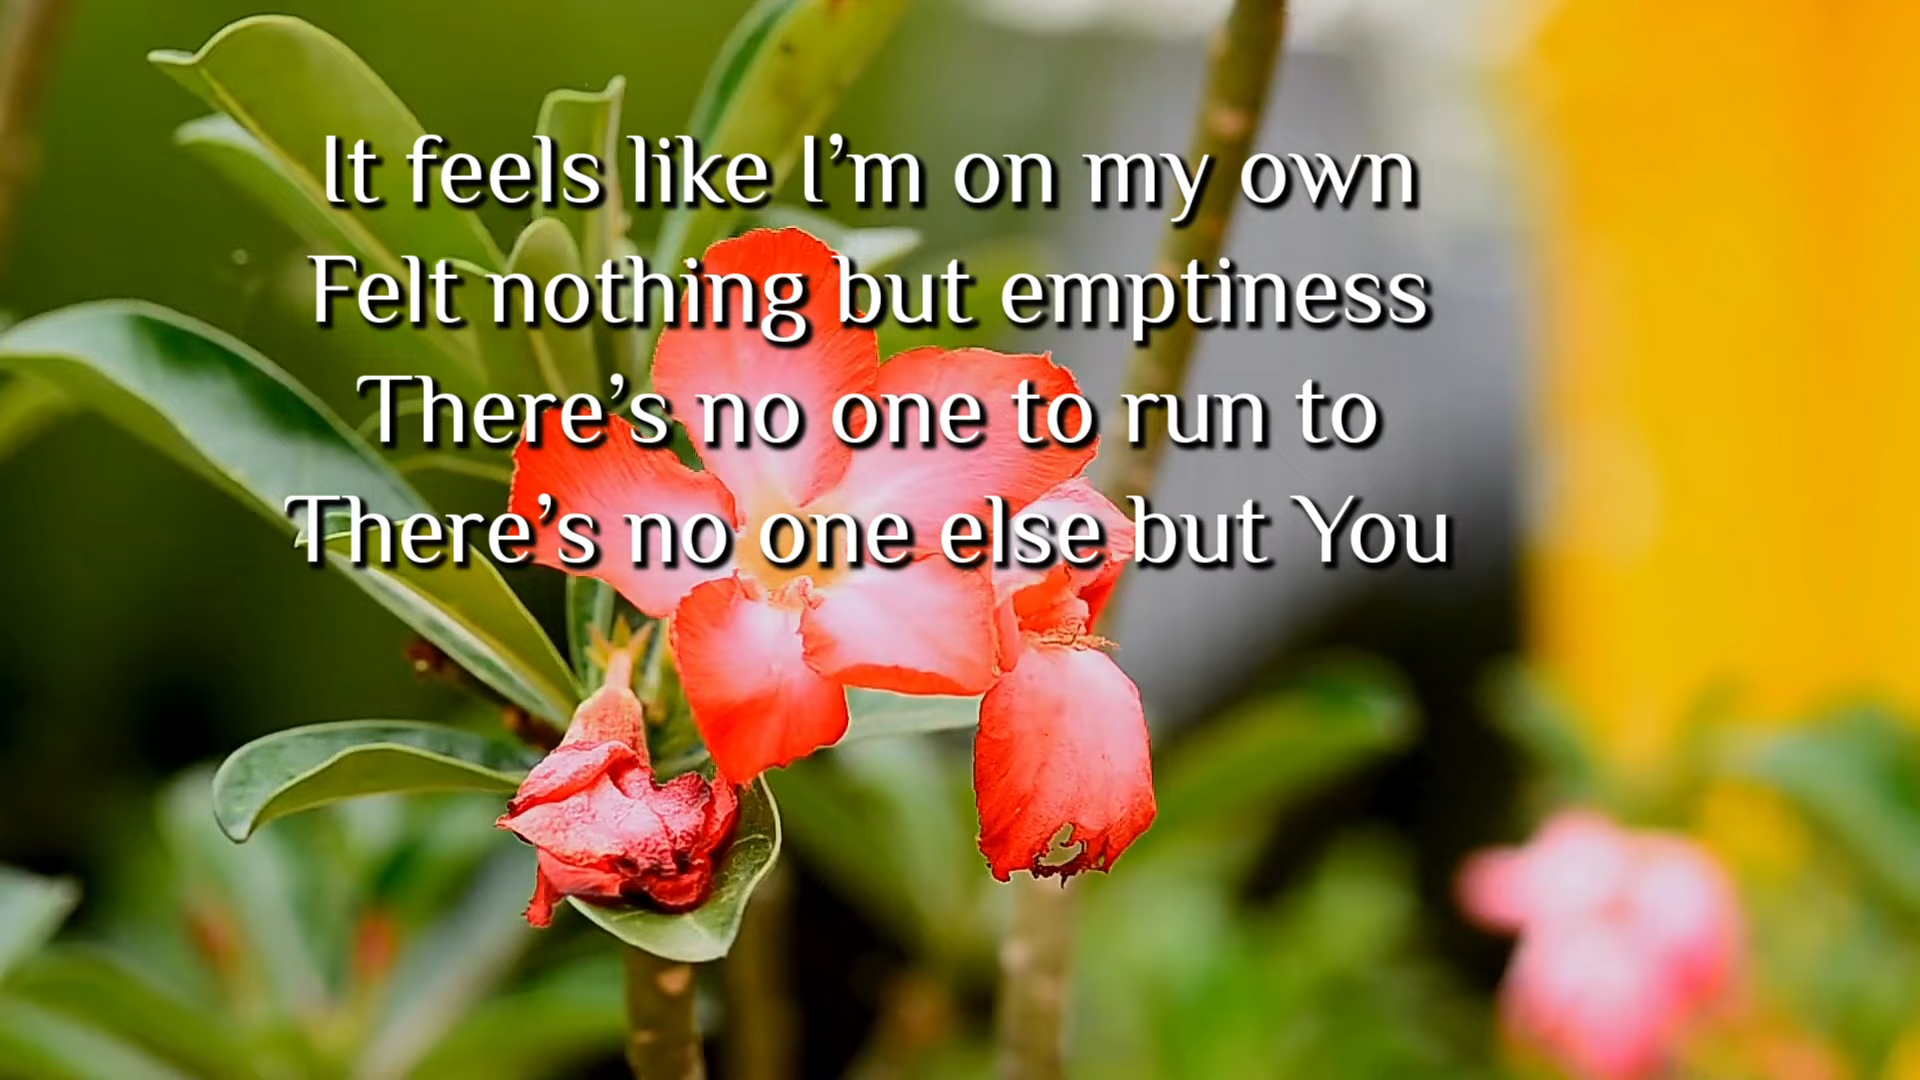 It feels like I’m on my own
Felt nothing but emptiness
There’s no one to run to
There’s no one else but You